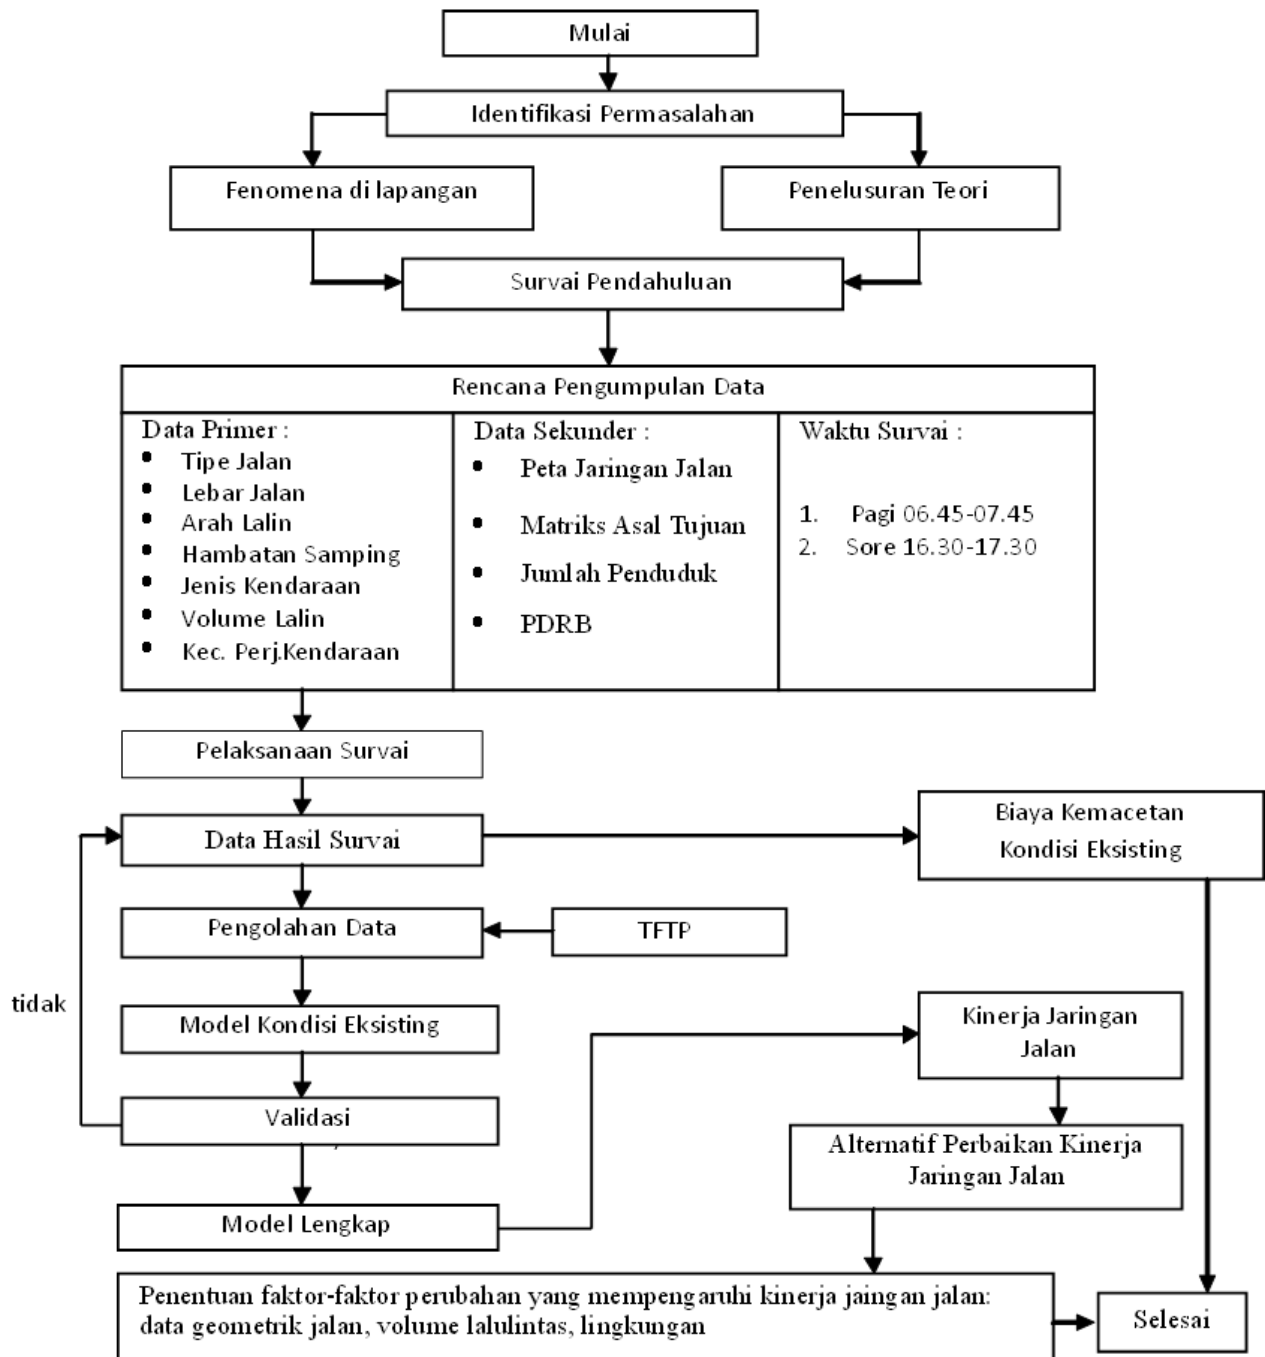 Mulai
Identifikasi Permasalahan
Fenomena di lapangan
Penelusuran Teori
Survai Pendahuluan
Rencana Pengumpulan Data
Data Primer :
• Tipe Jalan
• Lebar Jalan
• Arah Lalin
• Hambatan Samping
• Jenis Kendaraan
• Volume Lalin
• Kec. Perj.Kendaraan
Data Sekunder :
• Peta Jaringan Jalan
• Matriks Asal Tujuan
• Jumlah Penduduk
• PDRB
Waktu Survai :
1. Pagi 06.45-07.45
2. Sore 16.30-17.30
Pelaksanaan Survai
Data Hasil Survai
Biaya Kemacetan
Kondisi Eksisting
Pengolahan Data
TFTP
tidak
Model Kondisi Eksisting
Kinerja Jaringan
Jalan
Validasi
Alternatif Perbaikan Kinerja
Jaringan Jalan
Model Lengkap
Penentuan faktor-faktor perubahan yang mempengaruhi kinerja jaingan jalan:
data geometrik jalan, volume lalulintas, lingkungan
Selesai